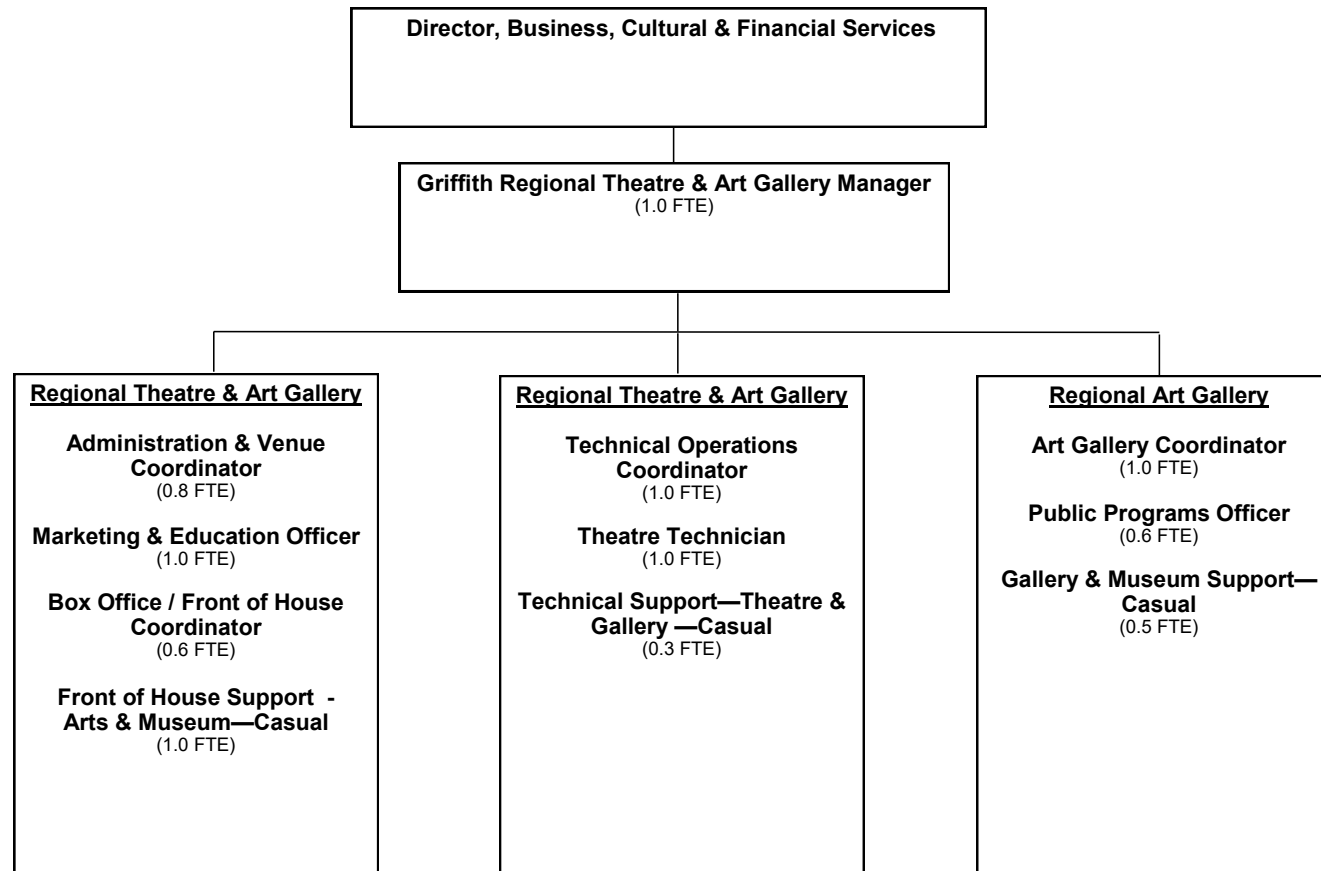 Director, Business, Cultural & Financial Services
Griffith Regional Theatre & Art Gallery Manager
(1.0 FTE)
Regional Theatre & Art Gallery
Administration & Venue
Coordinator
(0.8 FTE)
Marketing & Education Officer
(1.0 FTE)
Box Office / Front of House
Coordinator
(0.6 FTE)
Front of House Support -
Arts & Museum—Casual
(1.0 FTE)
Regional Theatre & Art Gallery
Technical Operations
Coordinator
(1.0 FTE)
Theatre Technician
(1.0 FTE)
Technical Support—Theatre &
Gallery —Casual
(0.3 FTE)
Regional Art Gallery
Art Gallery Coordinator
(1.0 FTE)
Public Programs Officer
(0.6 FTE)
Gallery & Museum Support—
Casual
(0.5 FTE)